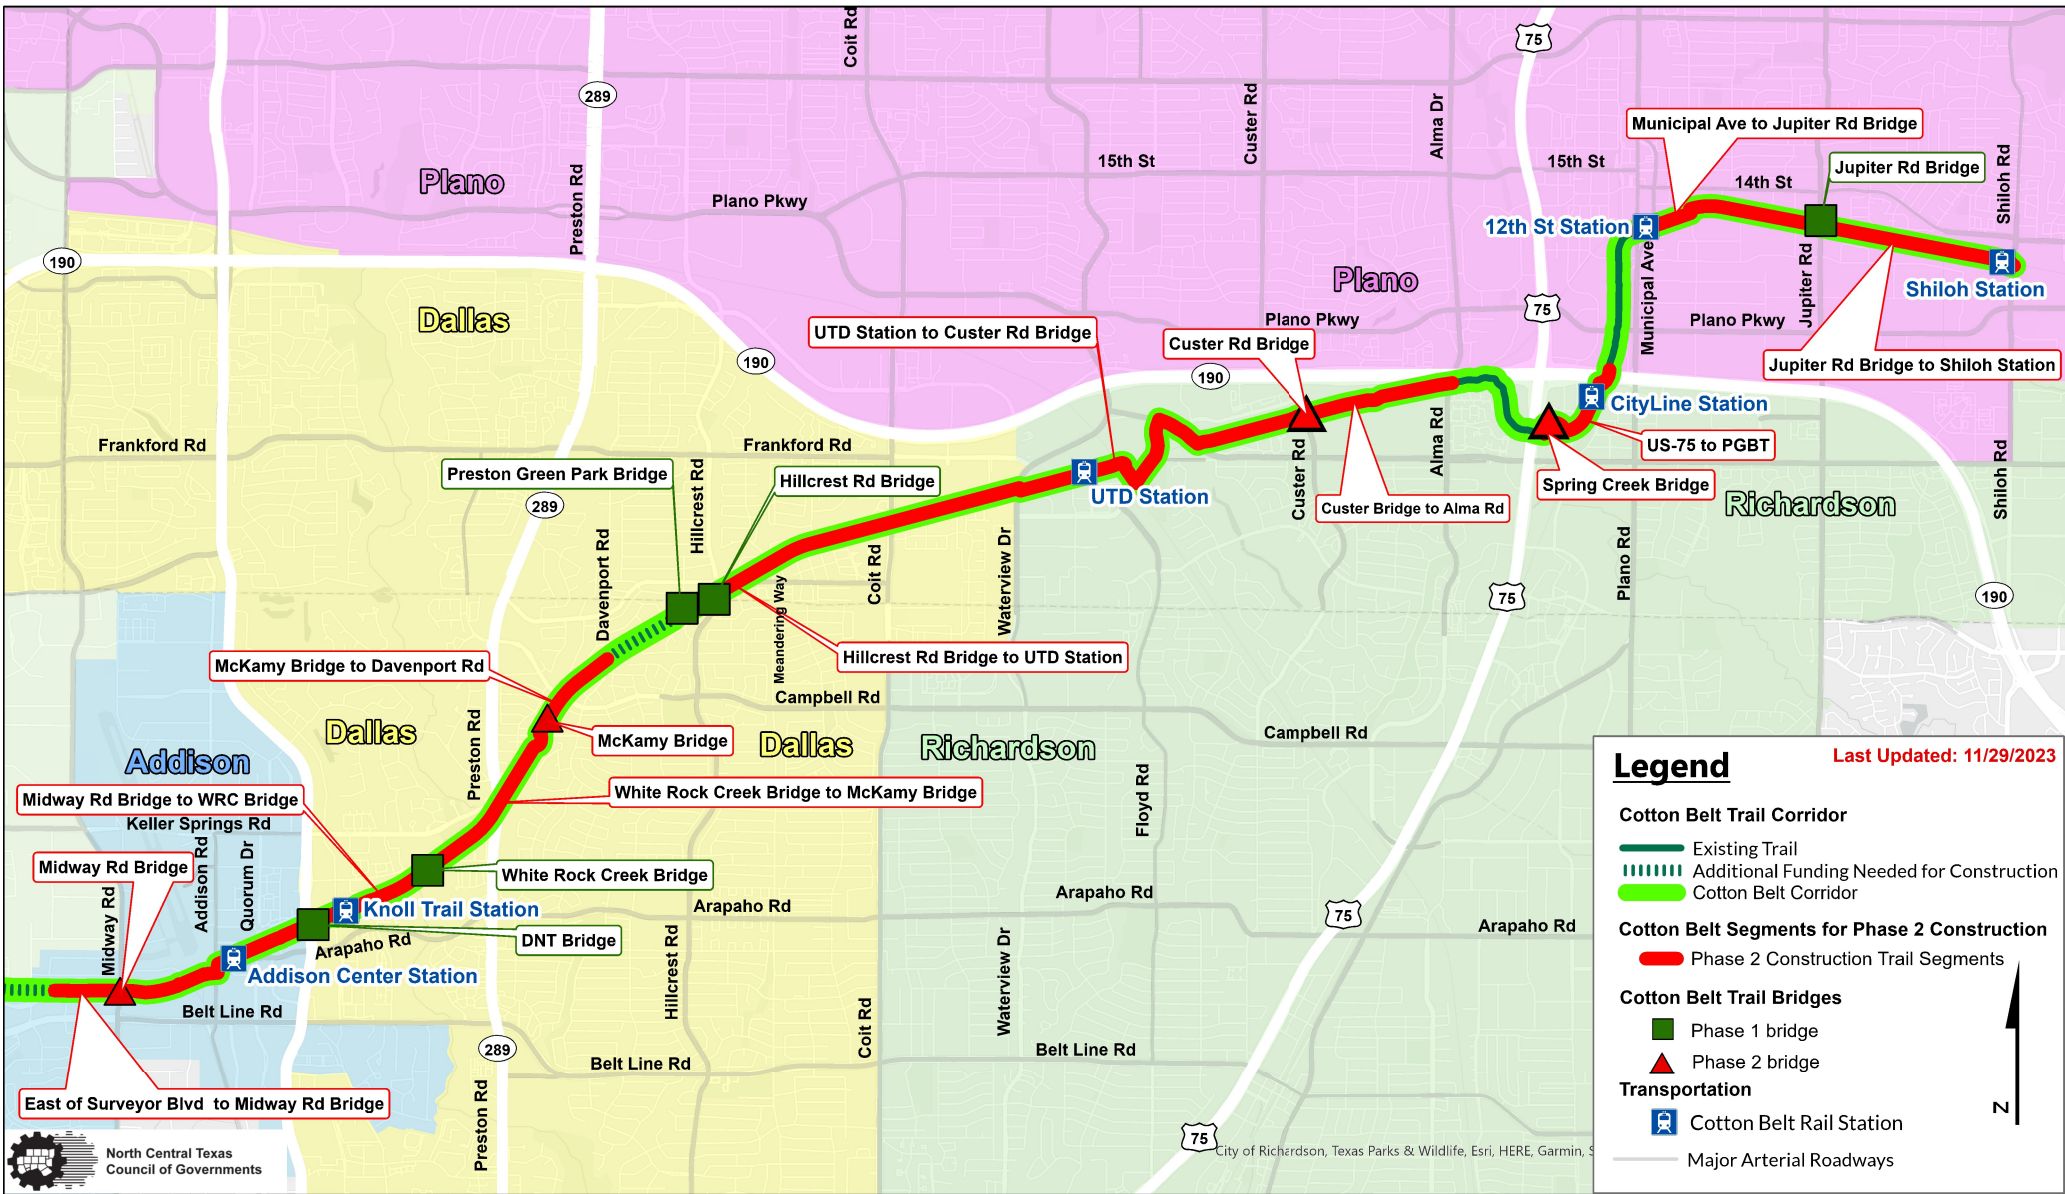 Coit Rd
75
289
Custer Rd
Alma Dr
Municipal Ave to Jupiter Rd Bridge
15th St
15th St
Jupiter Rd Bridge
14th St
Shiloh Rd
Plano
Preston Rd
Plano Pkwy
12th St Station
190
Plano
Municipal Ave
Jupiter Rd
Shiloh Station
Dallas
75
UTD Station to Custer Rd Bridge
Plano Pkwy
Plano Pkwy
Custer Rd Bridge
190
190
Jupiter Rd Bridge to Shiloh Station
CityLine Station
Frankford Rd
Frankford Rd
Alma Rd
US-75 to PGBT
Preston Green Park Bridge
Hillcrest Rd
Hillcrest Rd Bridge
UTD Station
Custer Rd
Custer Bridge to Alma Rd
Spring Creek Bridge
Richardson
Shiloh Rd
289
Davenport Rd
Coit Rd
Waterview Dr
Plano Rd
75
190
Meandering Way
McKamy Bridge to Davenport Rd
Hillcrest Rd Bridge to UTD Station
Campbell Rd
Dallas
Preston Rd
McKamy Bridge
Dallas
Richardson
Campbell Rd
Addison
Midway Rd Bridge to WRC Bridge
White Rock Creek Bridge to McKamy Bridge
Floyd Rd
Keller Springs Rd
Midway Rd Bridge
Addison Rd
Quorum Dr
White Rock Creek Bridge
Midway Rd
Knoll Trail Station
Arapaho Rd
Arapaho Rd
75
Arapaho Rd
Arapaho Rd
DNT Bridge
Addison Center Station
Hillcrest Rd
Coit Rd
Waterview Dr
Belt Line Rd
289
Belt Line Rd
Belt Line Rd
East of Surveyor Blvd to Midway Rd Bridge
Preston Rd
75
City of Richardson, Texas Parks & Wildlife, Esri, HERE, Garmin, S
North Central Texas
Council of Governments
Legend
Last Updated: 11/29/2023
Cotton Belt Trail Corridor
Existing Trail
Additional Funding Needed for Construction
Cotton Belt Corridor
Cotton Belt Segments for Phase 2 Construction
Phase 2 Construction Trail Segments
Cotton Belt Trail Bridges
Phase 1 bridge
Phase 2 bridge
Transportation
Cotton Belt Rail Station
Major Arterial Roadways
N